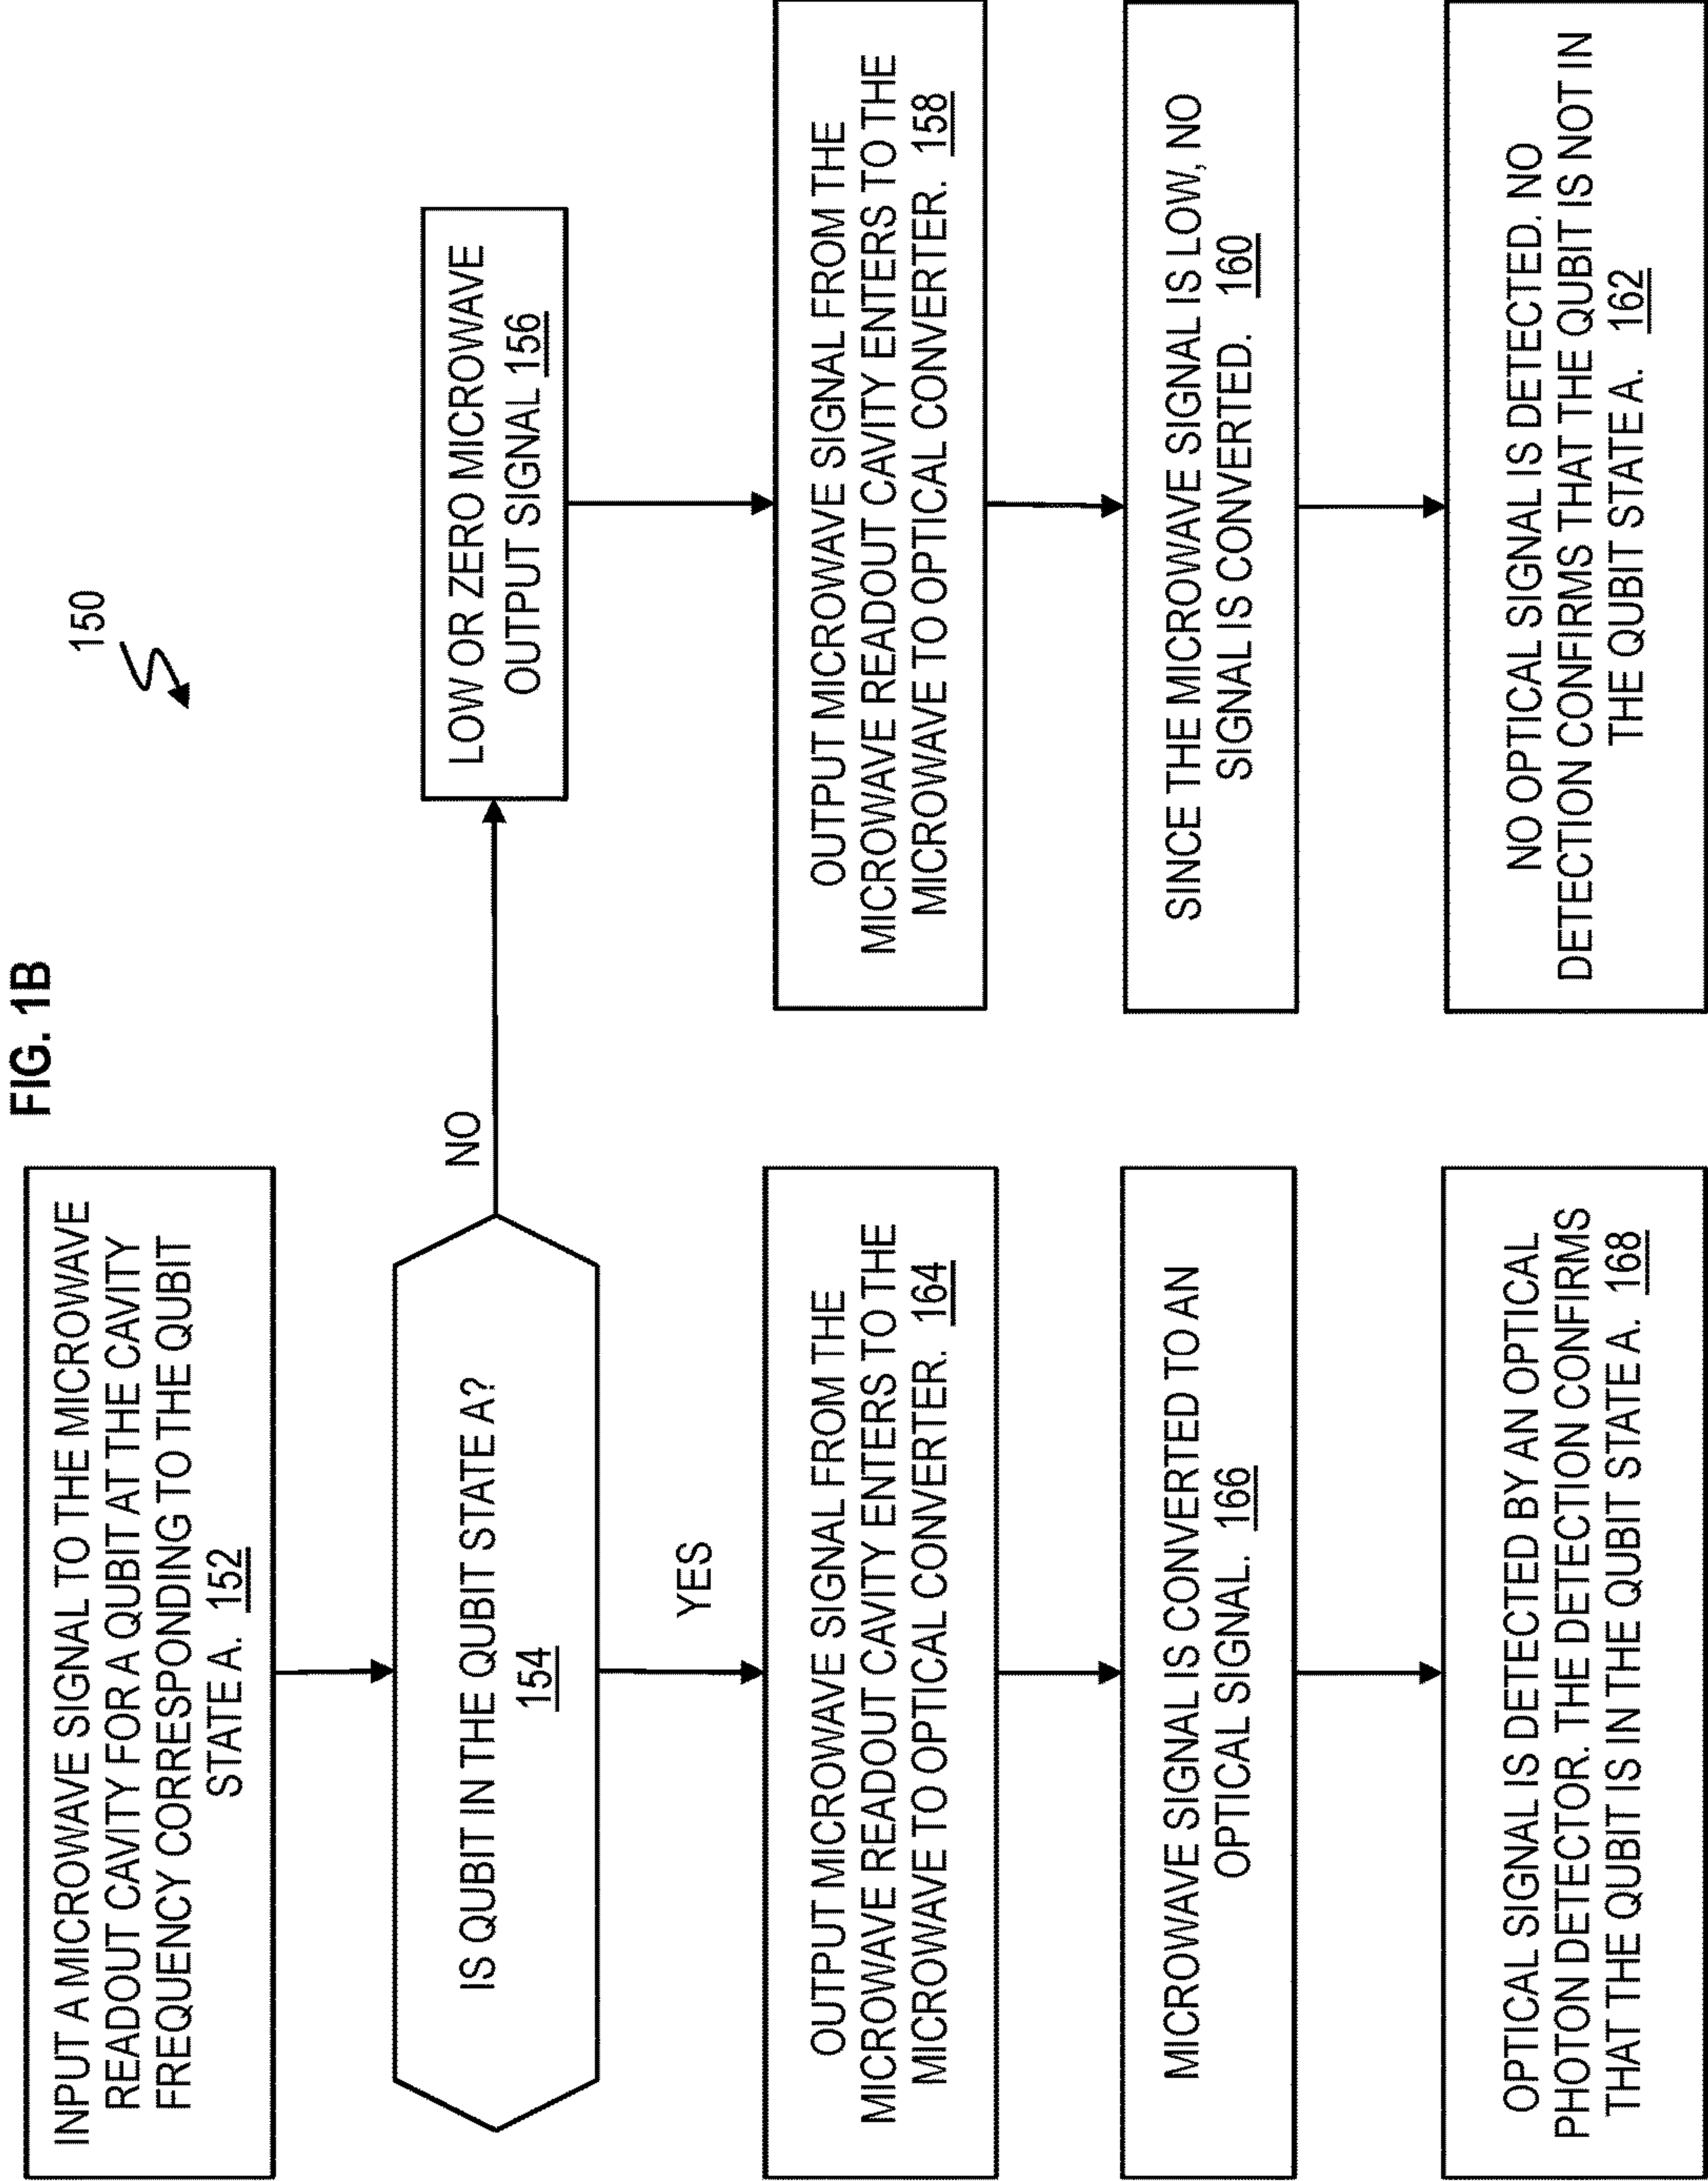 FIG. 1B
150
INPUT A MICROWAVE SIGNAL TO THE MICROWAVE
READOUT CAVITY FOR A QUBIT AT THE CAVITY
FREQUENCY CORRESPONDING TO THE QUBIT
STATE A. 152
IS QUBIT IN THE QUBIT STATE A?
154
NO
LOW OR ZERO MICROWAVE
OUTPUT SIGNAL 156
OUTPUT MICROWAVE SIGNAL FROM THE
MICROWAVE READOUT CAVITY ENTERS TO THE
MICROWAVE TO OPTICAL CONVERTER. 158
SINCE THE MICROWAVE SIGNAL IS LOW, NO
SIGNAL IS CONVERTED. 160
NO OPTICAL SIGNAL IS DETECTED. NO
DETECTION CONFIRMS THAT THE QUBIT IS NOT IN
THE QUBIT STATE A. 162
YES
OUTPUT MICROWAVE SIGNAL FROM THE
MICROWAVE READOUT CAVITY ENTERS TO THE
MICROWAVE TO OPTICAL CONVERTER. 164
MICROWAVE SIGNAL IS CONVERTED TO AN
OPTICAL SIGNAL. 166
OPTICAL SIGNAL IS DETECTED BY AN OPTICAL
PHOTON DETECTOR. THE DETECTION CONFIRMS
THAT THE QUBIT IS IN THE QUBIT STATE A. 168